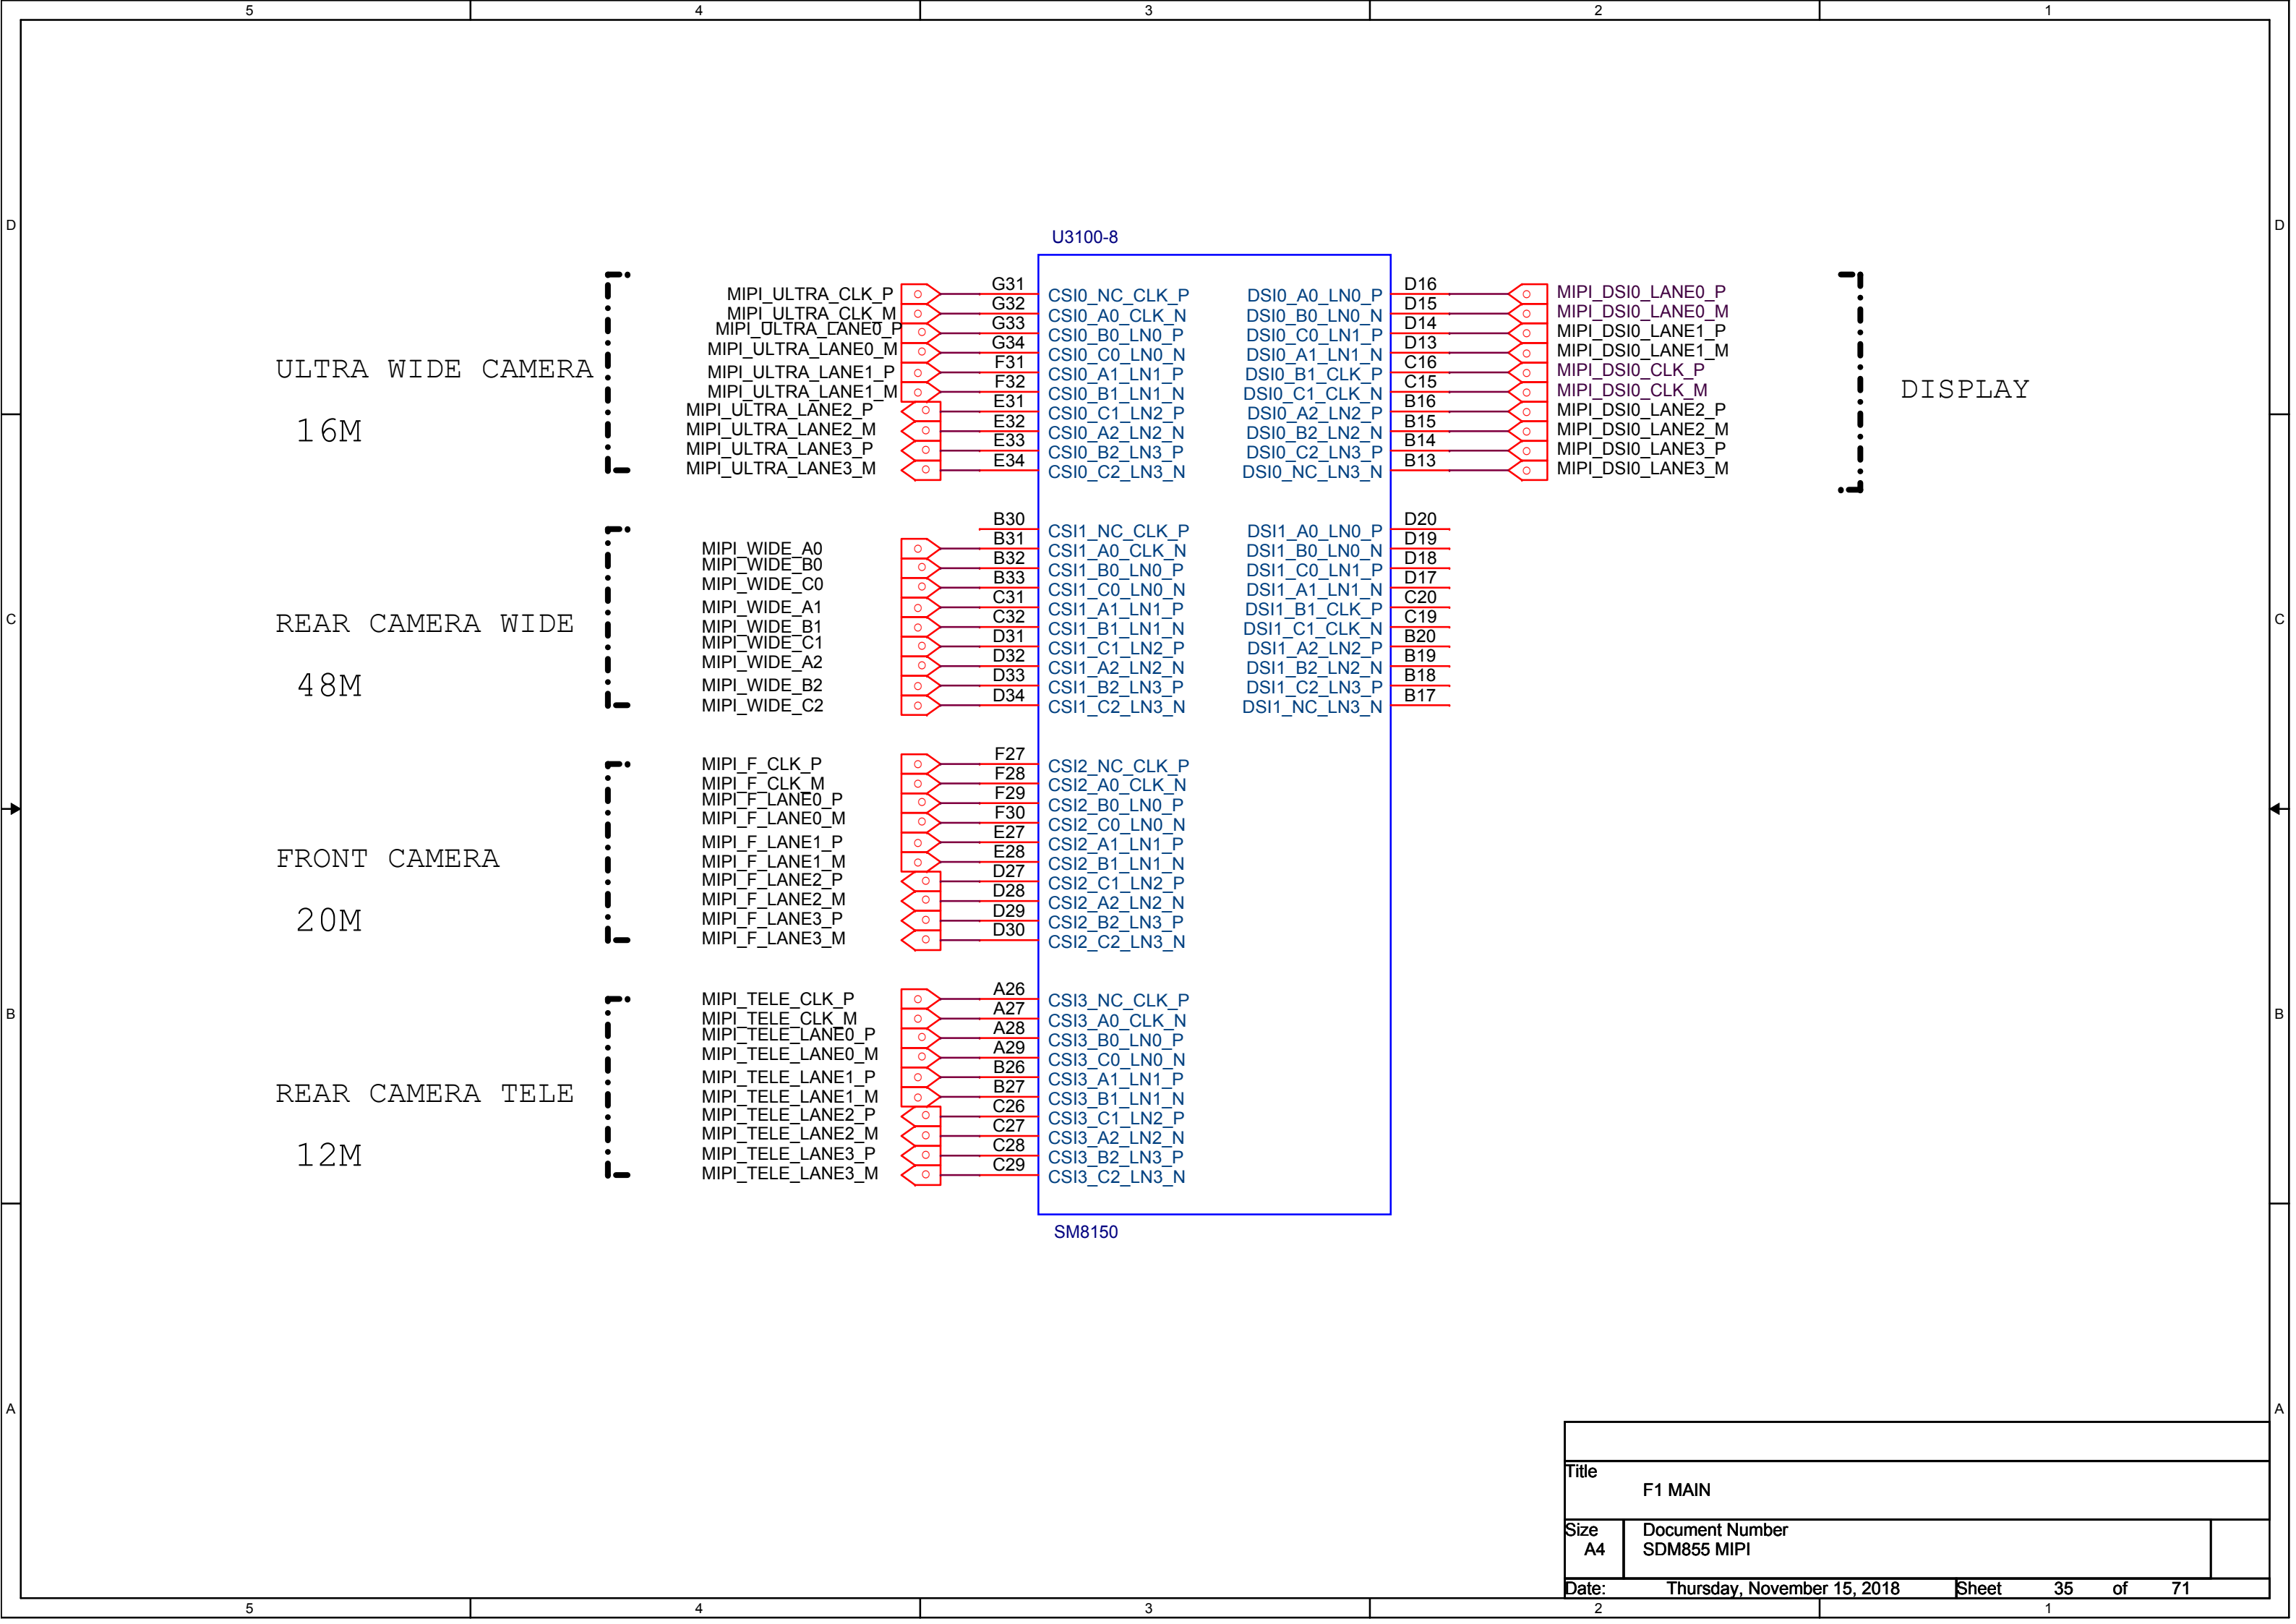 5 4 3 2 1
D D
C C
B B
A A
U3100-8
ULTRA WIDE CAMERA
16M
MIPI_ULTRA_CLK_P G31 CSI0_NC_CLK_P
MIPI_ULTRA_CLK_M G32 CSI0_A0_CLK_N
MIPI_ULTRA_LANE0_P G33 CSI0_B0_LN0_P
MIPI_ULTRA_LANE0_M G34 CSI0_C0_LN0_N
MIPI_ULTRA_LANE1_P F31 CSI0_A1_LN1_P
MIPI_ULTRA_LANE1_M F32 CSI0_B1_LN1_N
MIPI_ULTRA_LANE2_P E31 CSI0_C1_LN2_P
MIPI_ULTRA_LANE2_M E32 CSI0_A2_LN2_N
MIPI_ULTRA_LANE3_P E33 CSI0_B2_LN3_P
MIPI_ULTRA_LANE3_M E34 CSI0_C2_LN3_N
DSI0_A0_LN0_P D16 MIPI_DSI0_LANE0_P
DSI0_B0_LN0_N D15 MIPI_DSI0_LANE0_M
DSI0_C0_LN1_P D14 MIPI_DSI0_LANE1_P
DSI0_A1_LN1_N D13 MIPI_DSI0_LANE1_M
DSI0_B1_CLK_P C16 MIPI_DSI0_CLK_P
DSI0_C1_CLK_N C15 MIPI_DSI0_CLK_M
DSI0_A2_LN2_P B16 MIPI_DSI0_LANE2_P
DSI0_B2_LN2_N B15 MIPI_DSI0_LANE2_M
DSI0_C2_LN3_P B14 MIPI_DSI0_LANE3_P
DSI0_NC_LN3_N B13 MIPI_DSI0_LANE3_M
DISPLAY
REAR CAMERA WIDE
48M
B30 CSI1_NC_CLK_P
MIPI_WIDE_A0 B31 CSI1_A0_CLK_N
MIPI_WIDE_B0 B32 CSI1_B0_LN0_P
MIPI_WIDE_C0 B33 CSI1_C0_LN0_N
MIPI_WIDE_A1 C31 CSI1_A1_LN1_P
MIPI_WIDE_B1 C32 CSI1_B1_LN1_N
MIPI_WIDE_C1 D31 CSI1_C1_LN2_P
MIPI_WIDE_A2 D32 CSI1_A2_LN2_N
MIPI_WIDE_B2 D33 CSI1_B2_LN3_P
MIPI_WIDE_C2 D34 CSI1_C2_LN3_N
DSI1_A0_LN0_P D20
DSI1_B0_LN0_N D19
DSI1_C0_LN1_P D18
DSI1_A1_LN1_N D17
DSI1_B1_CLK_P C20
DSI1_C1_CLK_N C19
DSI1_A2_LN2_P B20
DSI1_B2_LN2_N B19
DSI1_C2_LN3_P B18
DSI1_NC_LN3_N B17
FRONT CAMERA
20M
MIPI_F_CLK_P F27 CSI2_NC_CLK_P
MIPI_F_CLK_M F28 CSI2_A0_CLK_N
MIPI_F_LANE0_P F29 CSI2_B0_LN0_P
MIPI_F_LANE0_M F30 CSI2_C0_LN0_N
MIPI_F_LANE1_P E27 CSI2_A1_LN1_P
MIPI_F_LANE1_M E28 CSI2_B1_LN1_N
MIPI_F_LANE2_P D27 CSI2_C1_LN2_P
MIPI_F_LANE2_M D28 CSI2_A2_LN2_N
MIPI_F_LANE3_P D29 CSI2_B2_LN3_P
MIPI_F_LANE3_M D30 CSI2_C2_LN3_N
REAR CAMERA TELE
12M
MIPI_TELE_CLK_P A26 CSI3_NC_CLK_P
MIPI_TELE_CLK_M A27 CSI3_A0_CLK_N
MIPI_TELE_LANE0_P A28 CSI3_B0_LN0_P
MIPI_TELE_LANE0_M A29 CSI3_C0_LN0_N
MIPI_TELE_LANE1_P B26 CSI3_A1_LN1_P
MIPI_TELE_LANE1_M B27 CSI3_B1_LN1_N
MIPI_TELE_LANE2_P C26 CSI3_C1_LN2_P
MIPI_TELE_LANE2_M C27 CSI3_A2_LN2_N
MIPI_TELE_LANE3_P C28 CSI3_B2_LN3_P
MIPI_TELE_LANE3_M C29 CSI3_C2_LN3_N
SM8150
Title
F1 MAIN
Size Document Number
A4 SDM855 MIPI
Date: Thursday, November 15, 2018 Sheet 35 of 71
5 4 3 2 1